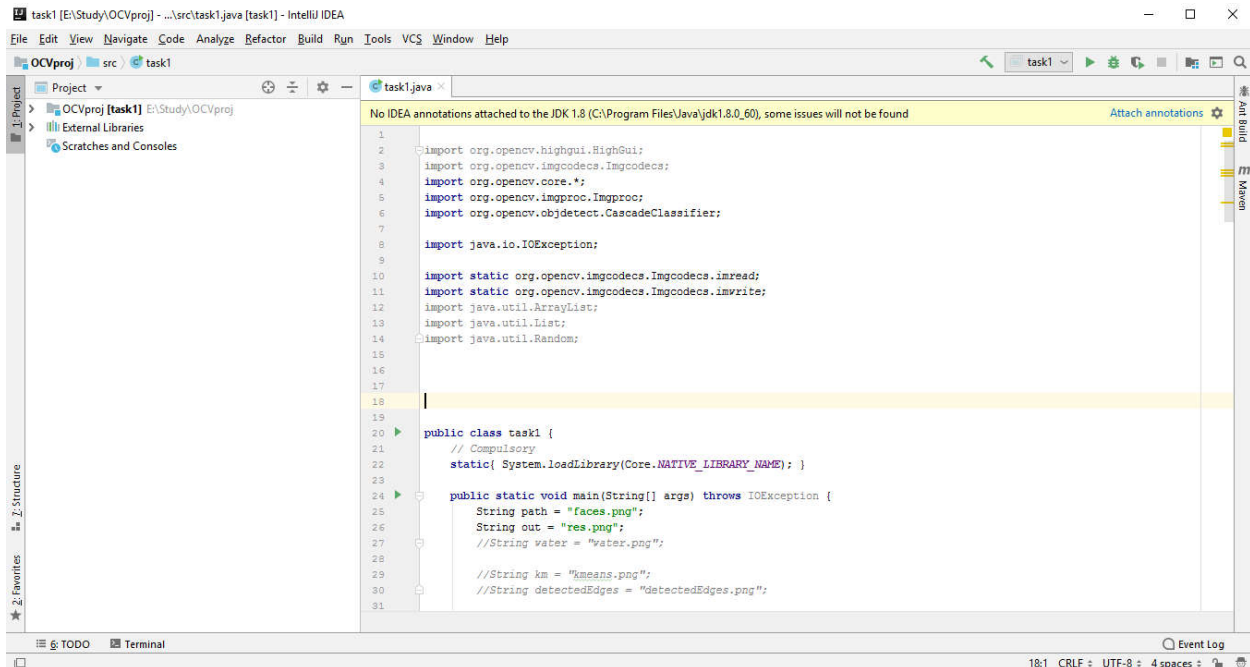 task1 [E:\Study\OCVproj] - ...\src\task1.java [task1] - IntelliJ IDEA
File Edit View Navigate Code Analyze Refactor Build Run Tools VCS Window Help
OCVproj src task1
task1
Project
task1.java
1: Project
OCVproj [task1] E:\Study\OCVproj
External Libraries
Scratches and Consoles
7: Structure
2: Favorites
No IDEA annotations attached to the JDK 1.8 (C:\Program Files\Java\jdk1.8.0_60), some issues will not be found Attach annotations
1
2 import org.opencv.highgui.HighGui;
3 import org.opencv.imgcodecs.Imgcodecs;
4 import org.opencv.core.*;
5 import org.opencv.imgproc.Imgproc;
6 import org.opencv.objdetect.CascadeClassifier;
7
8 import java.io.IOException;
9
10 import static org.opencv.imgcodecs.Imgcodecs.imread;
11 import static org.opencv.imgcodecs.Imgcodecs.imwrite;
12 import java.util.ArrayList;
13 import java.util.List;
14 import java.util.Random;
15
16
17
18
19
20 public class task1 {
21 // Compulsory
22 static{ System.loadLibrary(Core.NATIVE_LIBRARY_NAME); }
23
24 public static void main(String[] args) throws IOException {
25 String path = "faces.png";
26 String out = "res.png";
27 //String water = "water.png";
28
29 //String km = "kmeans.png";
30 //String detectedEdges = "detectedEdges.png";
31
Ant Build
m Maven
6: TODO Terminal Event Log
18:1 CRLF UTF-8 4 spaces